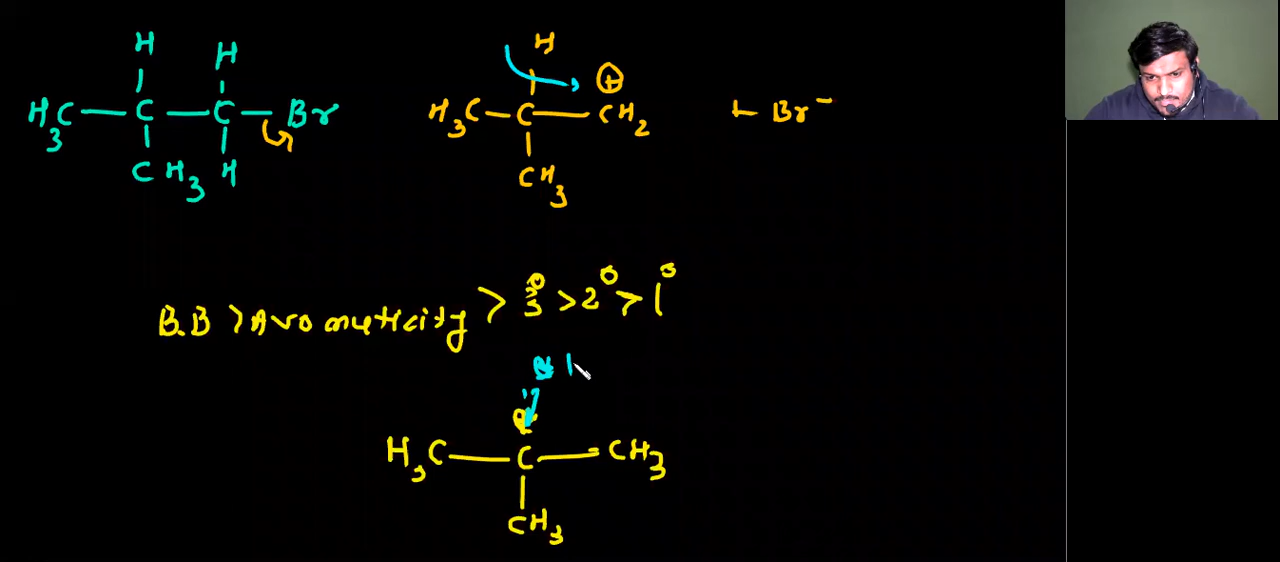 H H H
H3C — C — C — Br H3C — C — CH2 ⊕ + Br⁻
CH3 H CH3
B.B > Aromaticity > 3° > 2° > 1°
H3C — C — CH3
CH3